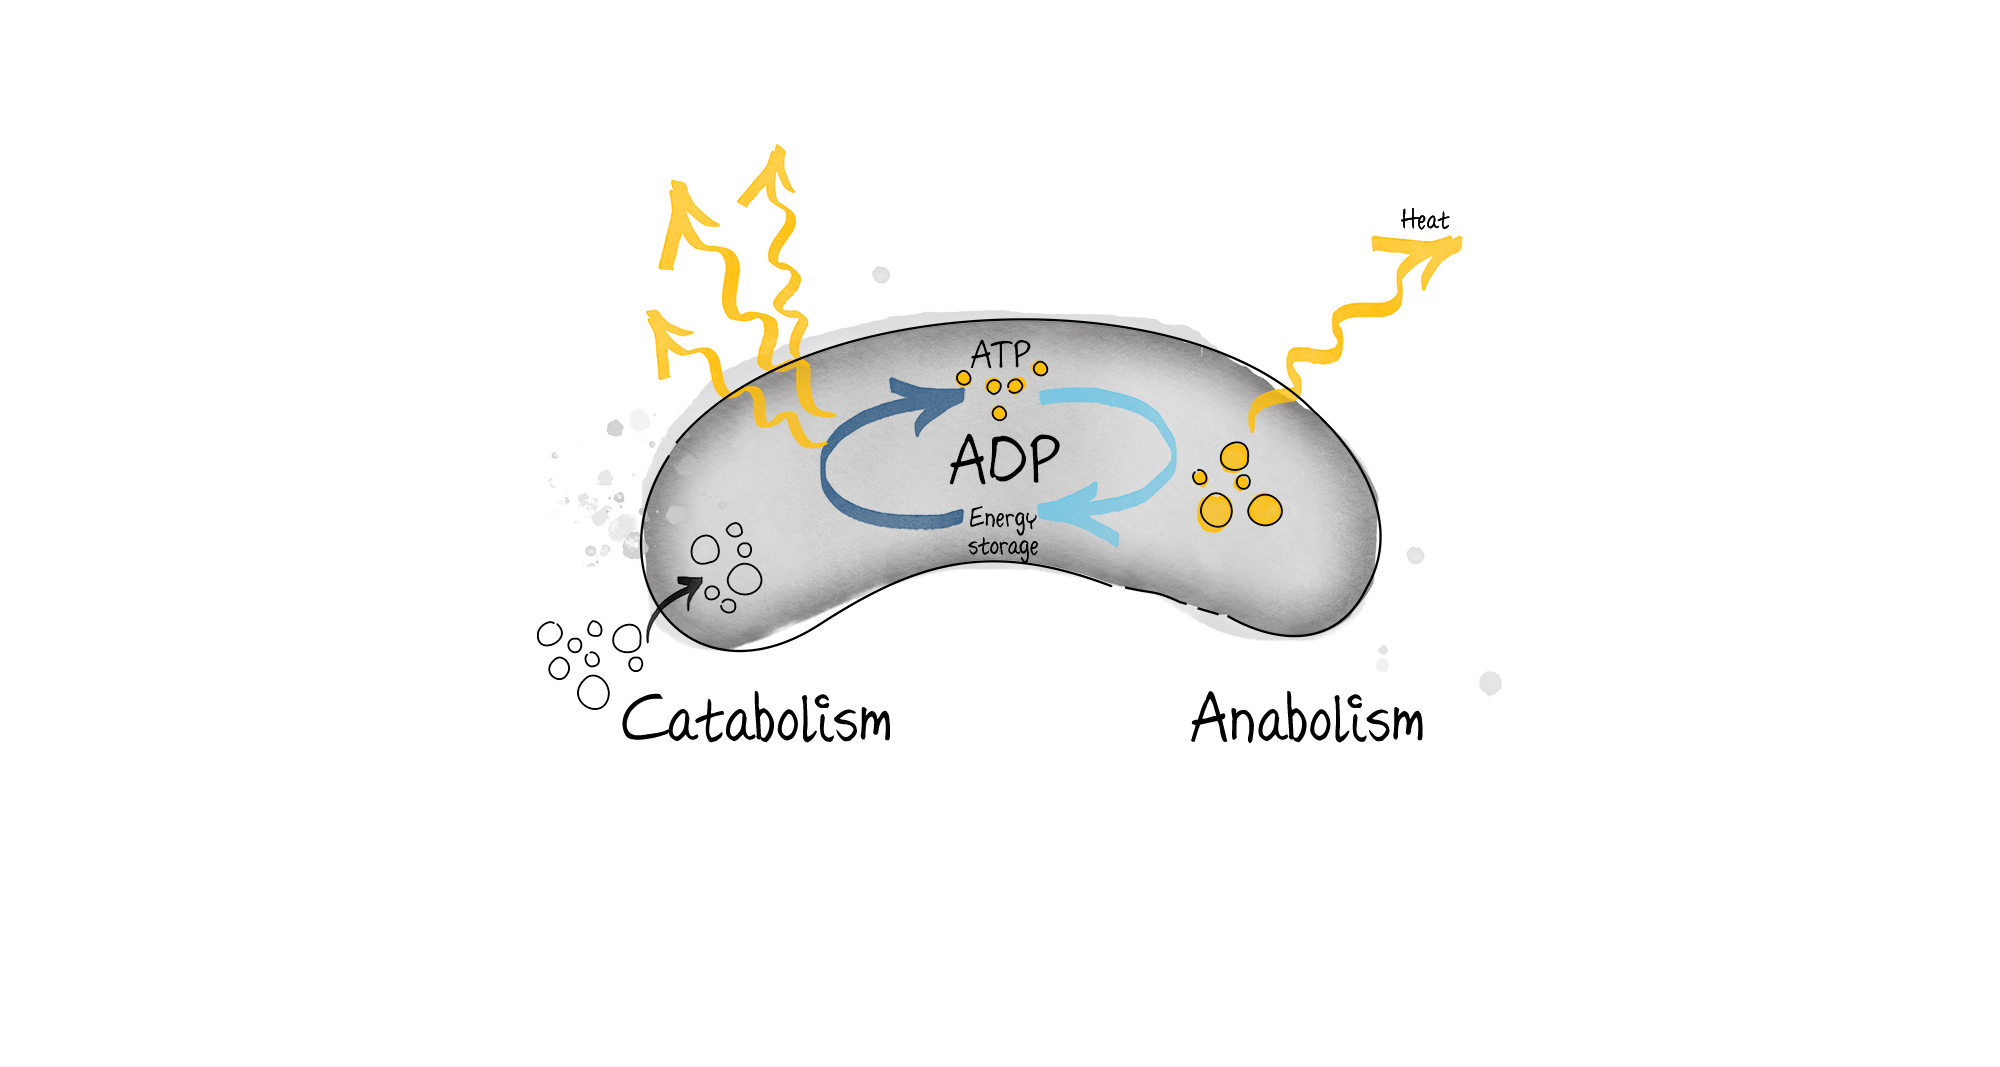 Heat
ATP
ADP
Energy
storage
Catabolism
Anabolism